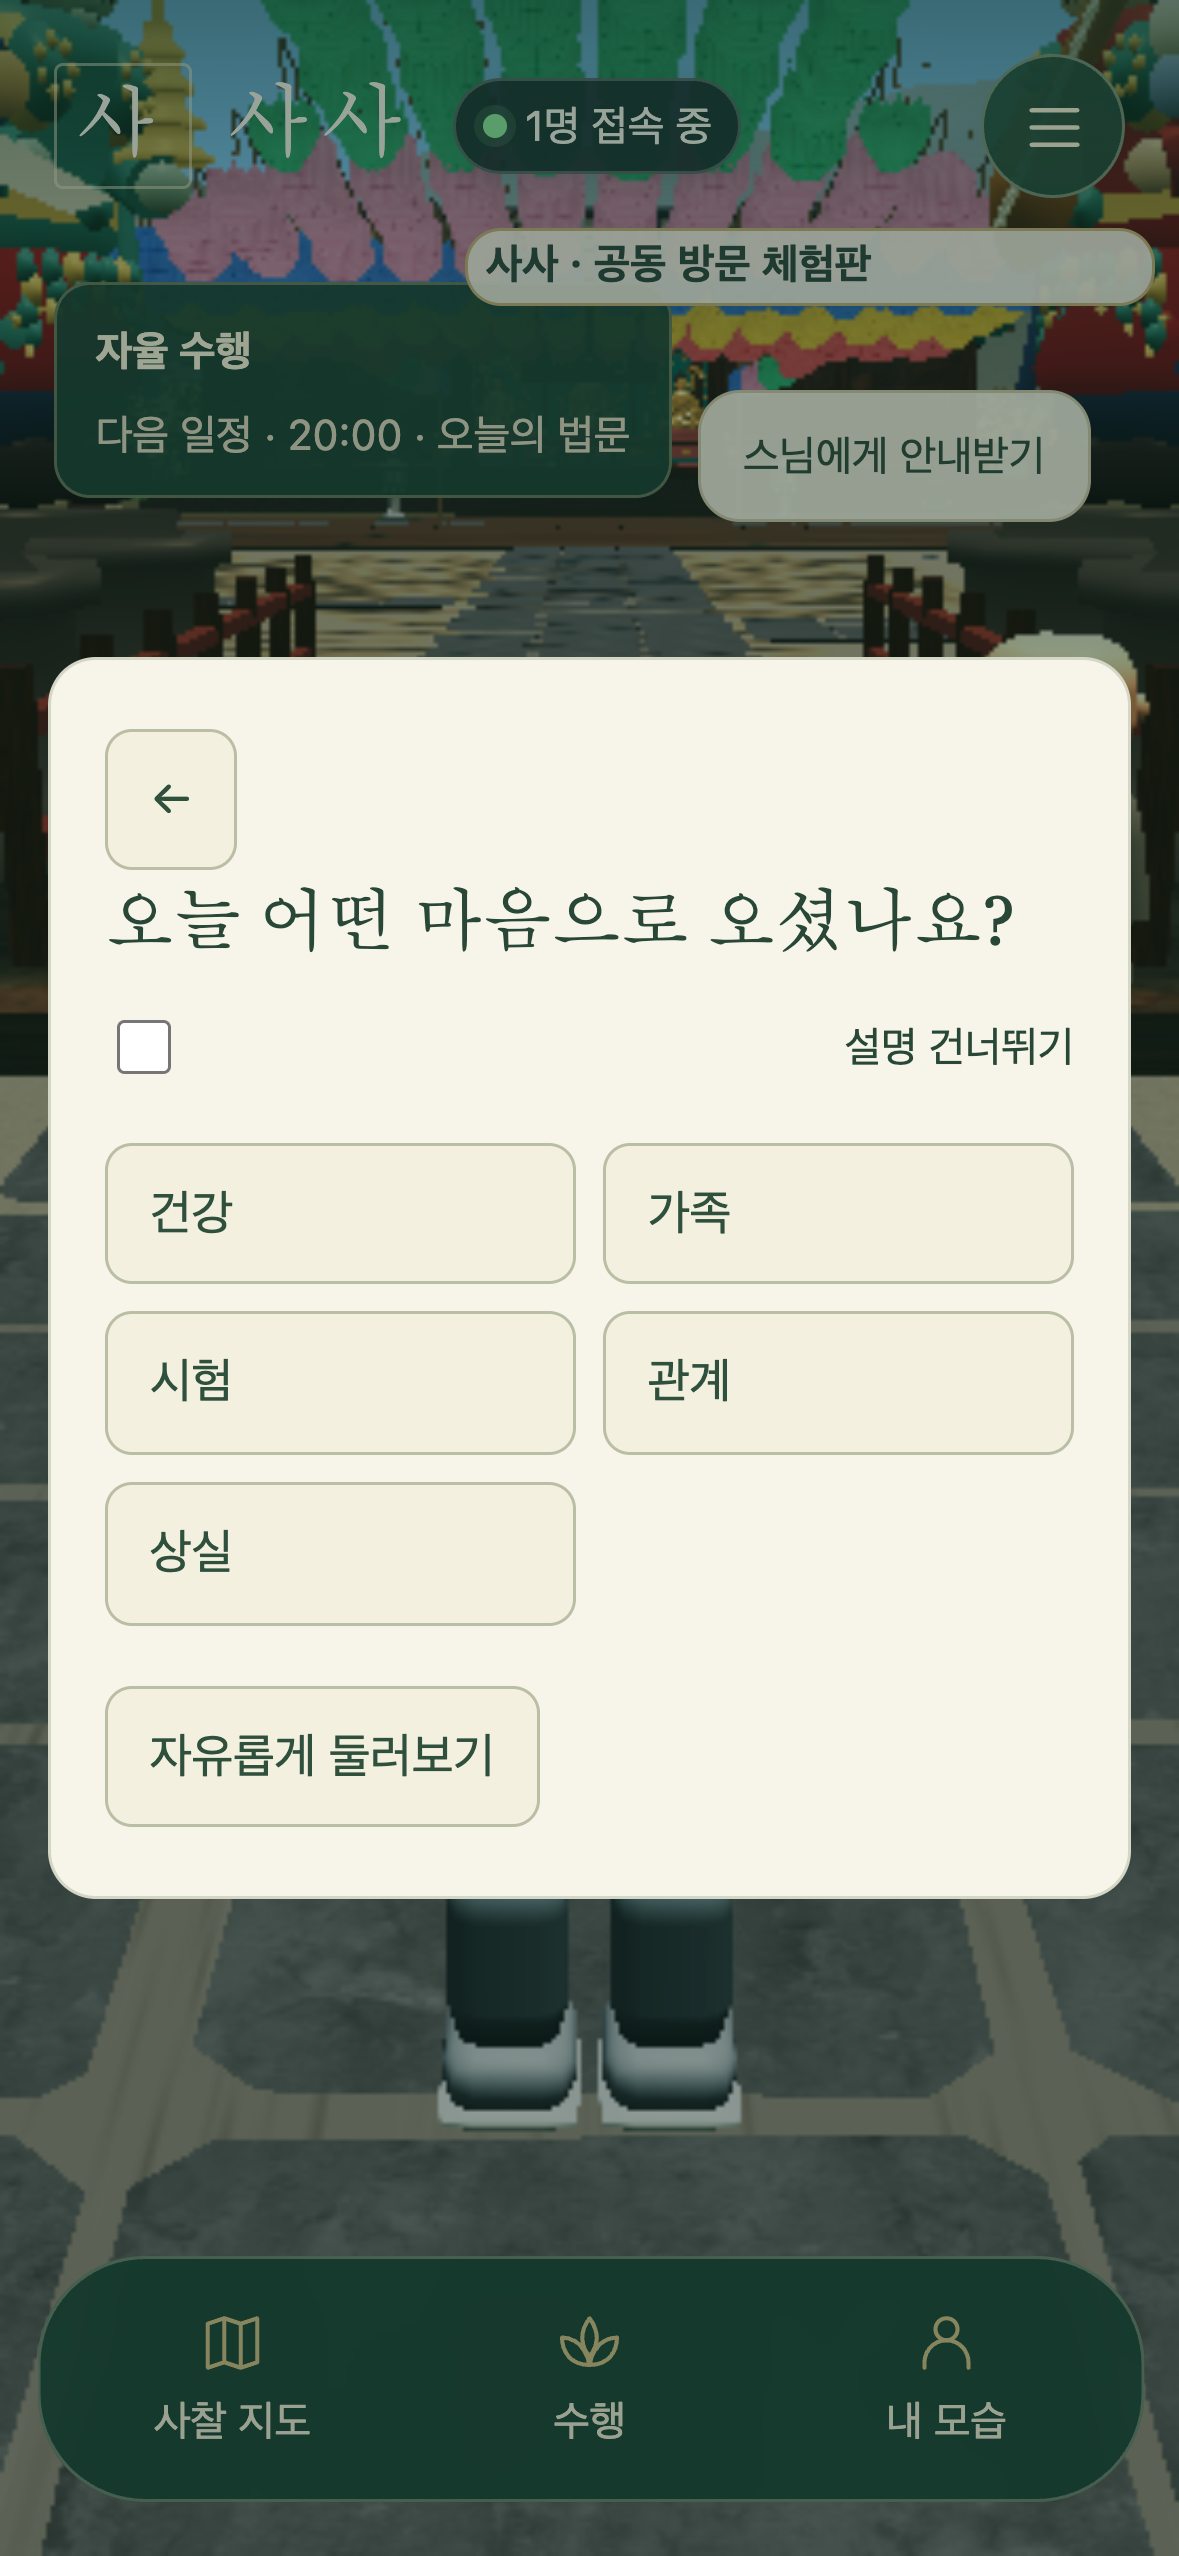 사 사사 1명 접속 중
사사 · 공동 방문 체험판
자율 수행
다음 일정 · 20:00 · 오늘의 법문
스님에게 안내받기
오늘 어떤 마음으로 오셨나요?
설명 건너뛰기
건강 가족
시험 관계
상실
자유롭게 둘러보기
사찰 지도 수행 내 모습